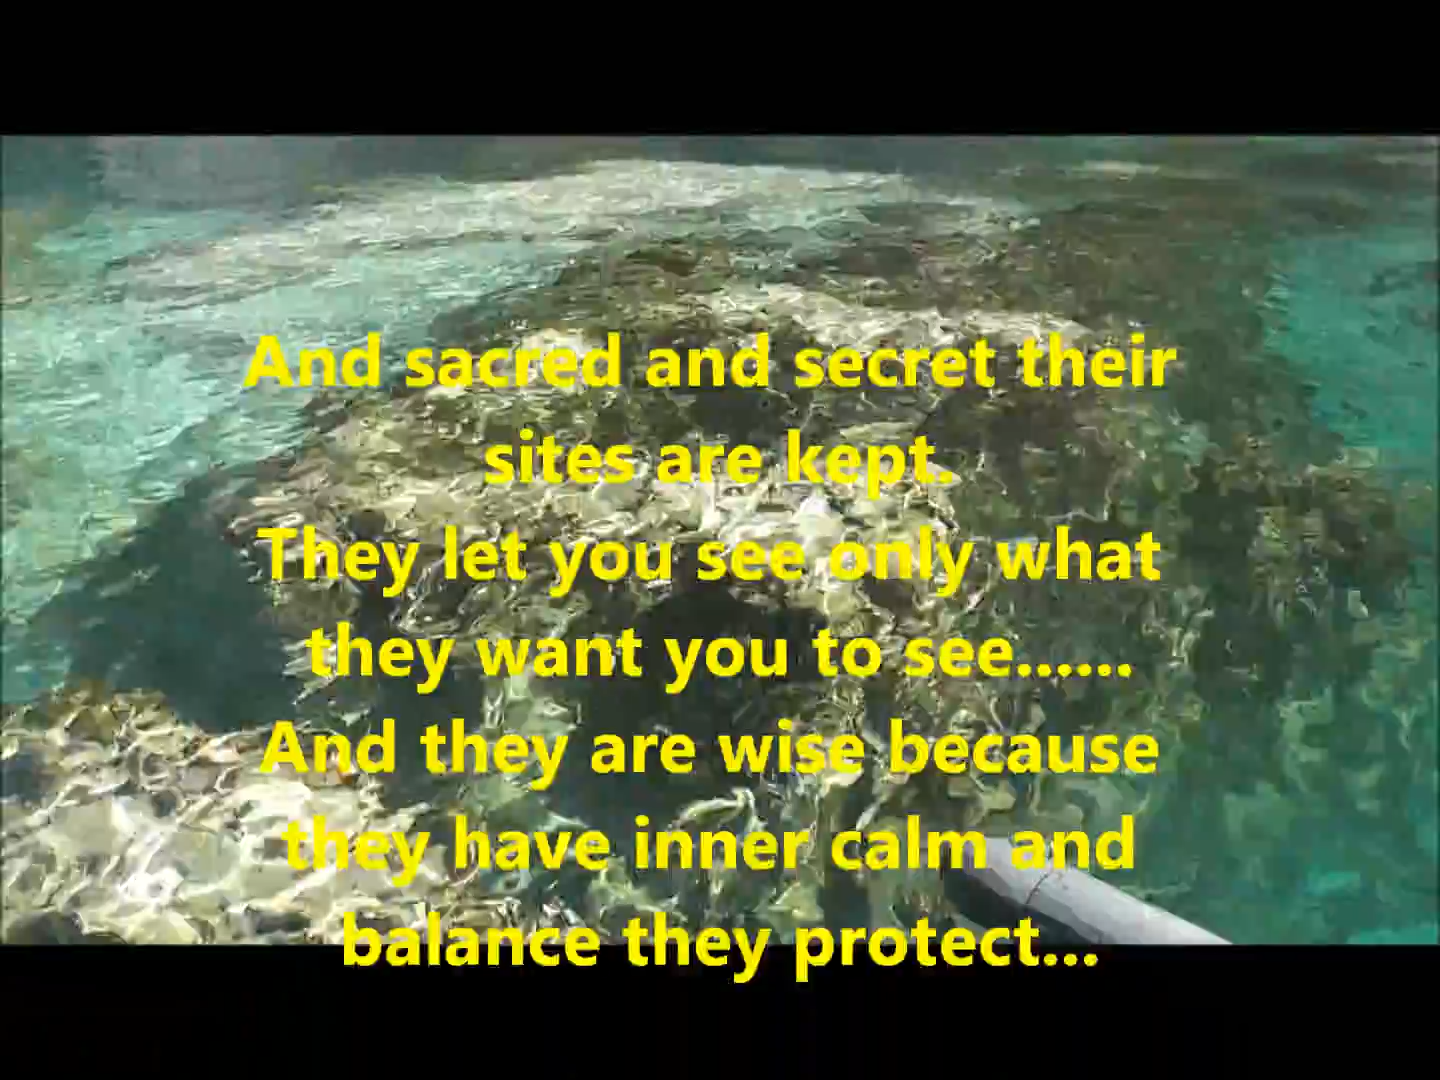 And sacred and secret their
sites are kept.
They let you see only what
they want you to see......
And they are wise because
they have inner calm and
balance they protect...